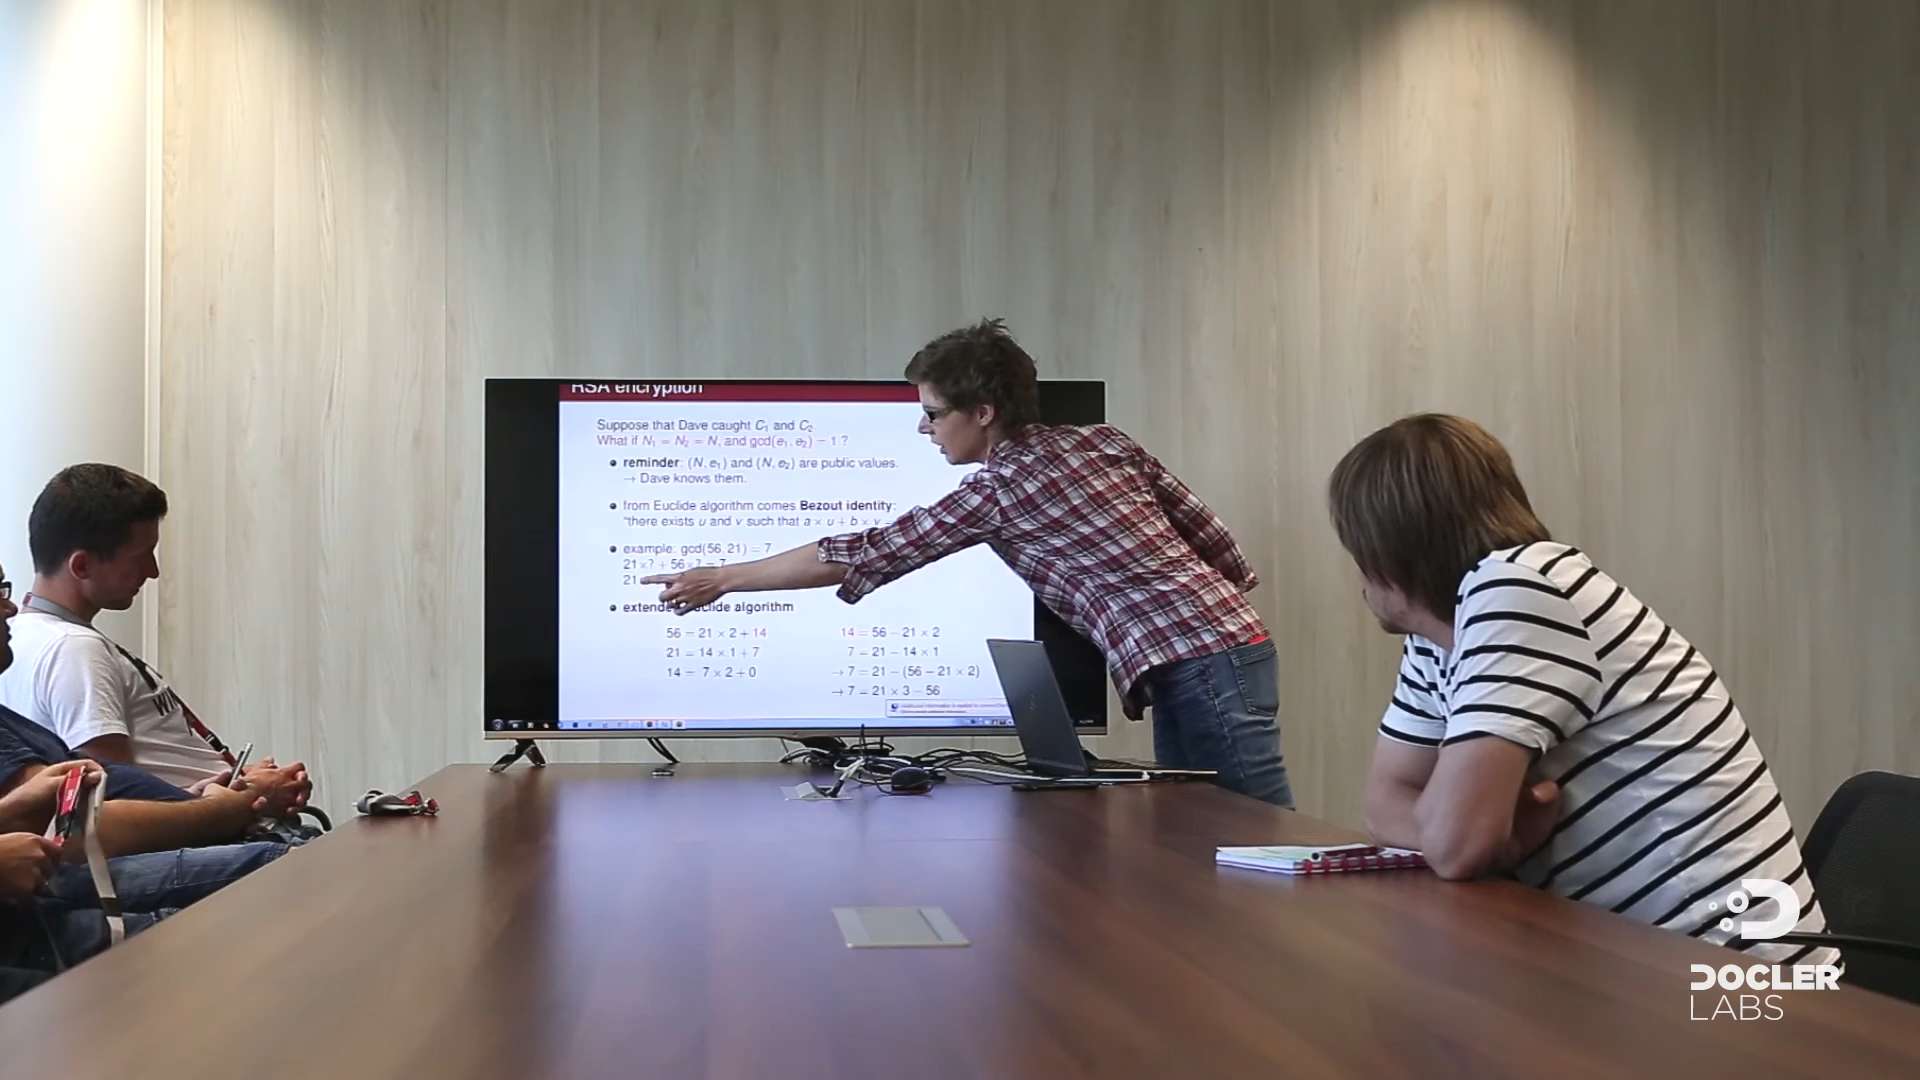 RSA encryption
Suppose that Dave caught C₁ and C₂.
What if N₁ = N₂ = N, and gcd(e₁, e₂) = 1 ?
• reminder: (N, e₁) and (N, e₂) are public values.
→ Dave knows them.
• from Euclide algorithm comes Bezout identity:
"there exists u and v such that a × u + b × v =
• example: gcd(56, 21) = 7
21×? + 56×? = 7
21
• extende clide algorithm
56 = 21 × 2 + 14
14 = 56 − 21 × 2
21 = 14 × 1 + 7
7 = 21 − 14 × 1
14 = 7 × 2 + 0
→ 7 = 21 − (56 − 21 × 2)
→ 7 = 21 × 3 − 56
DOCLER
LABS